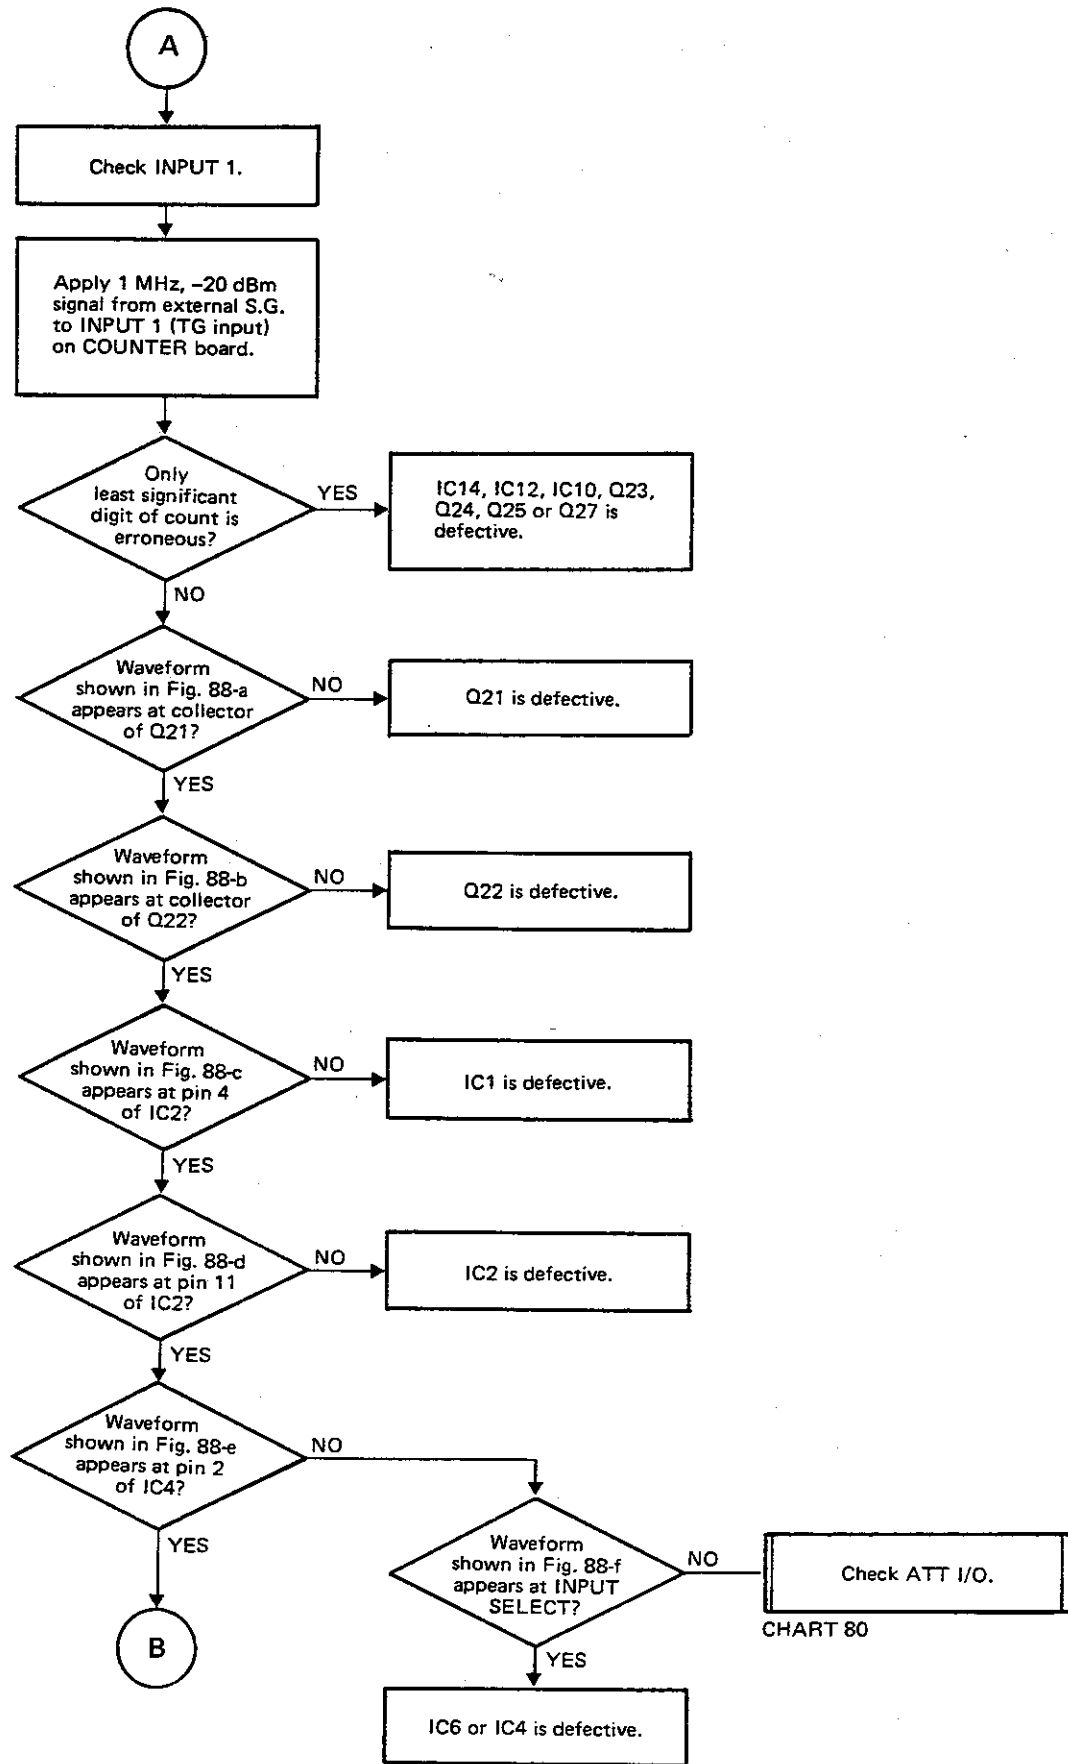 A
Check INPUT 1.
Apply 1 MHz, –20 dBm
signal from external S.G.
to INPUT 1 (TG input)
on COUNTER board.
Only
least significant
digit of count is
erroneous?
YES
IC14, IC12, IC10, Q23,
Q24, Q25 or Q27 is
defective.
NO
Waveform
shown in Fig. 88-a
appears at collector
of Q21?
NO
Q21 is defective.
YES
Waveform
shown in Fig. 88-b
appears at collector
of Q22?
NO
Q22 is defective.
YES
Waveform
shown in Fig. 88-c
appears at pin 4
of IC2?
NO
IC1 is defective.
YES
Waveform
shown in Fig. 88-d
appears at pin 11
of IC2?
NO
IC2 is defective.
YES
Waveform
shown in Fig. 88-e
appears at pin 2
of IC4?
NO
YES
B
Waveform
shown in Fig. 88-f
appears at INPUT
SELECT?
NO
Check ATT I/O.
CHART 80
YES
IC6 or IC4 is defective.